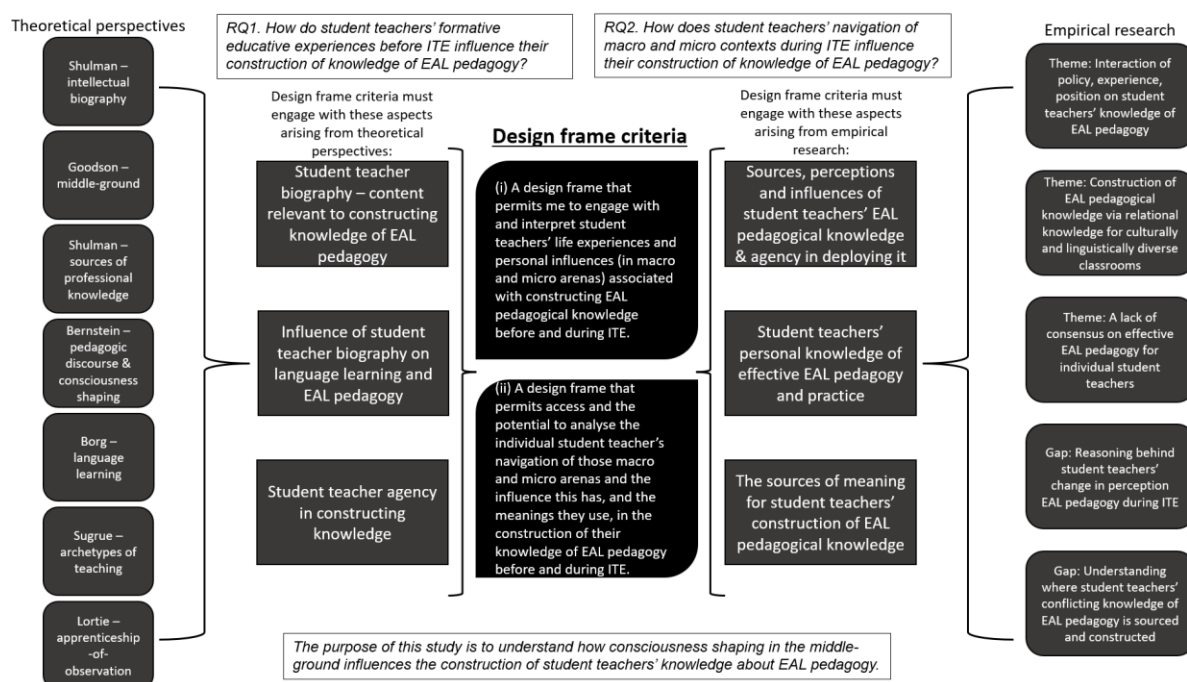 Theoretical perspectives
Shulman –
intellectual
biography
Goodson –
middle-ground
Shulman –
sources of
professional
knowledge
Bernstein –
pedagogic
discourse &
consciousness
shaping
Borg –
language
learning
Sugrue –
archetypes of
teaching
Lortie –
apprenticeship
-of-
observation
RQ1. How do student teachers’ formative
educative experiences before ITE influence their
construction of knowledge of EAL pedagogy?
RQ2. How does student teachers’ navigation of
macro and micro contexts during ITE influence
their construction of knowledge of EAL pedagogy?
Design frame
criteria must
engage with
these aspects
arising from
theoretical
perspectives:
Student teacher
biography – content
relevant to constructing
knowledge of EAL
pedagogy
Influence of student
teacher biography on
language learning and
EAL pedagogy
Student teacher agency
in constructing
knowledge
Design frame criteria
(i) A design frame that
permits me to engage with
and interpret student
teachers’ life experiences and
personal influences (in macro
and micro arenas) associated
with constructing EAL
pedagogical knowledge
before and during ITE.
(ii) A design frame that
permits access and the
potential to analyse the
individual student teacher’s
navigation of those macro
and micro arenas and the
influence this has, and the
meanings they use, in the
construction of their
knowledge of EAL pedagogy
before and during ITE.
Design frame
criteria must
engage with these
aspects arising
from empirical
research:
Sources, perceptions
and influences of
student teachers’ EAL
pedagogical knowledge
& agency in deploying it
Student teachers’
personal knowledge of
effective EAL pedagogy
and practice
The sources of meaning
for student teachers’
construction of EAL
pedagogical knowledge
Empirical research
Theme: Interaction of
policy, experience,
position on student
teachers’ knowledge of
EAL pedagogy
Theme: Construction of
EAL pedagogical
knowledge via relational
knowledge for culturally
and linguistically diverse
classrooms
Theme: A lack of
consensus on effective
EAL pedagogy for
individual student
teachers
Gap: Reasoning behind
student teachers’
change in perception
EAL pedagogy during ITE
Gap: Understanding
where student teachers’
conflicting knowledge of
EAL pedagogy is sourced
and constructed
The purpose of this study is to understand how consciousness shaping in the middle-
ground influences the construction of student teachers’ knowledge about EAL pedagogy.